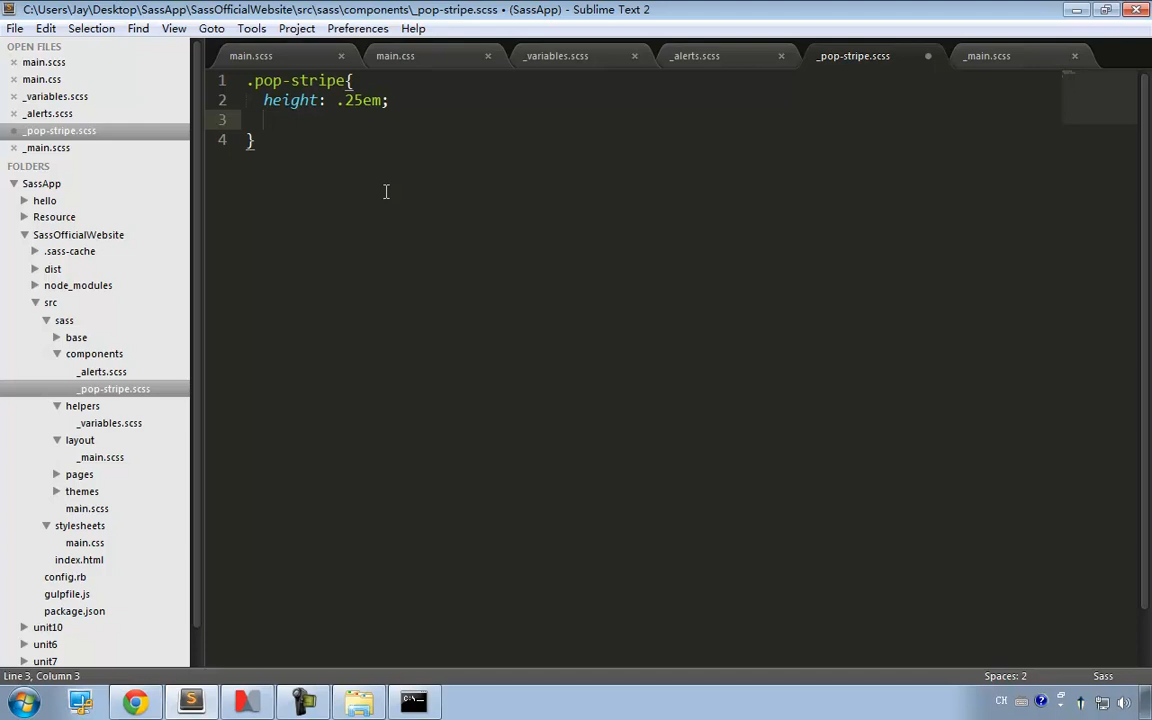 C:\Users\Jay\Desktop\SassApp\SassOfficialWebsite\src\sass\components\_pop-stripe.scss • (SassApp) - Sublime Text 2
File Edit Selection Find View Goto Tools Project Preferences Help
OPEN FILES
main.scss
main.css
_variables.scss
_alerts.scss
_pop-stripe.scss
_main.scss
FOLDERS
SassApp
hello
Resource
SassOfficialWebsite
.sass-cache
dist
node_modules
src
sass
base
components
_alerts.scss
_pop-stripe.scss
helpers
_variables.scss
layout
_main.scss
pages
themes
main.scss
stylesheets
main.css
index.html
config.rb
gulpfile.js
package.json
unit10
unit6
unit7
main.scss main.css _variables.scss _alerts.scss _pop-stripe.scss _main.scss
1 .pop-stripe{
2 height: .25em;
3
4 }
Line 3, Column 3 Spaces: 2 Sass
CH